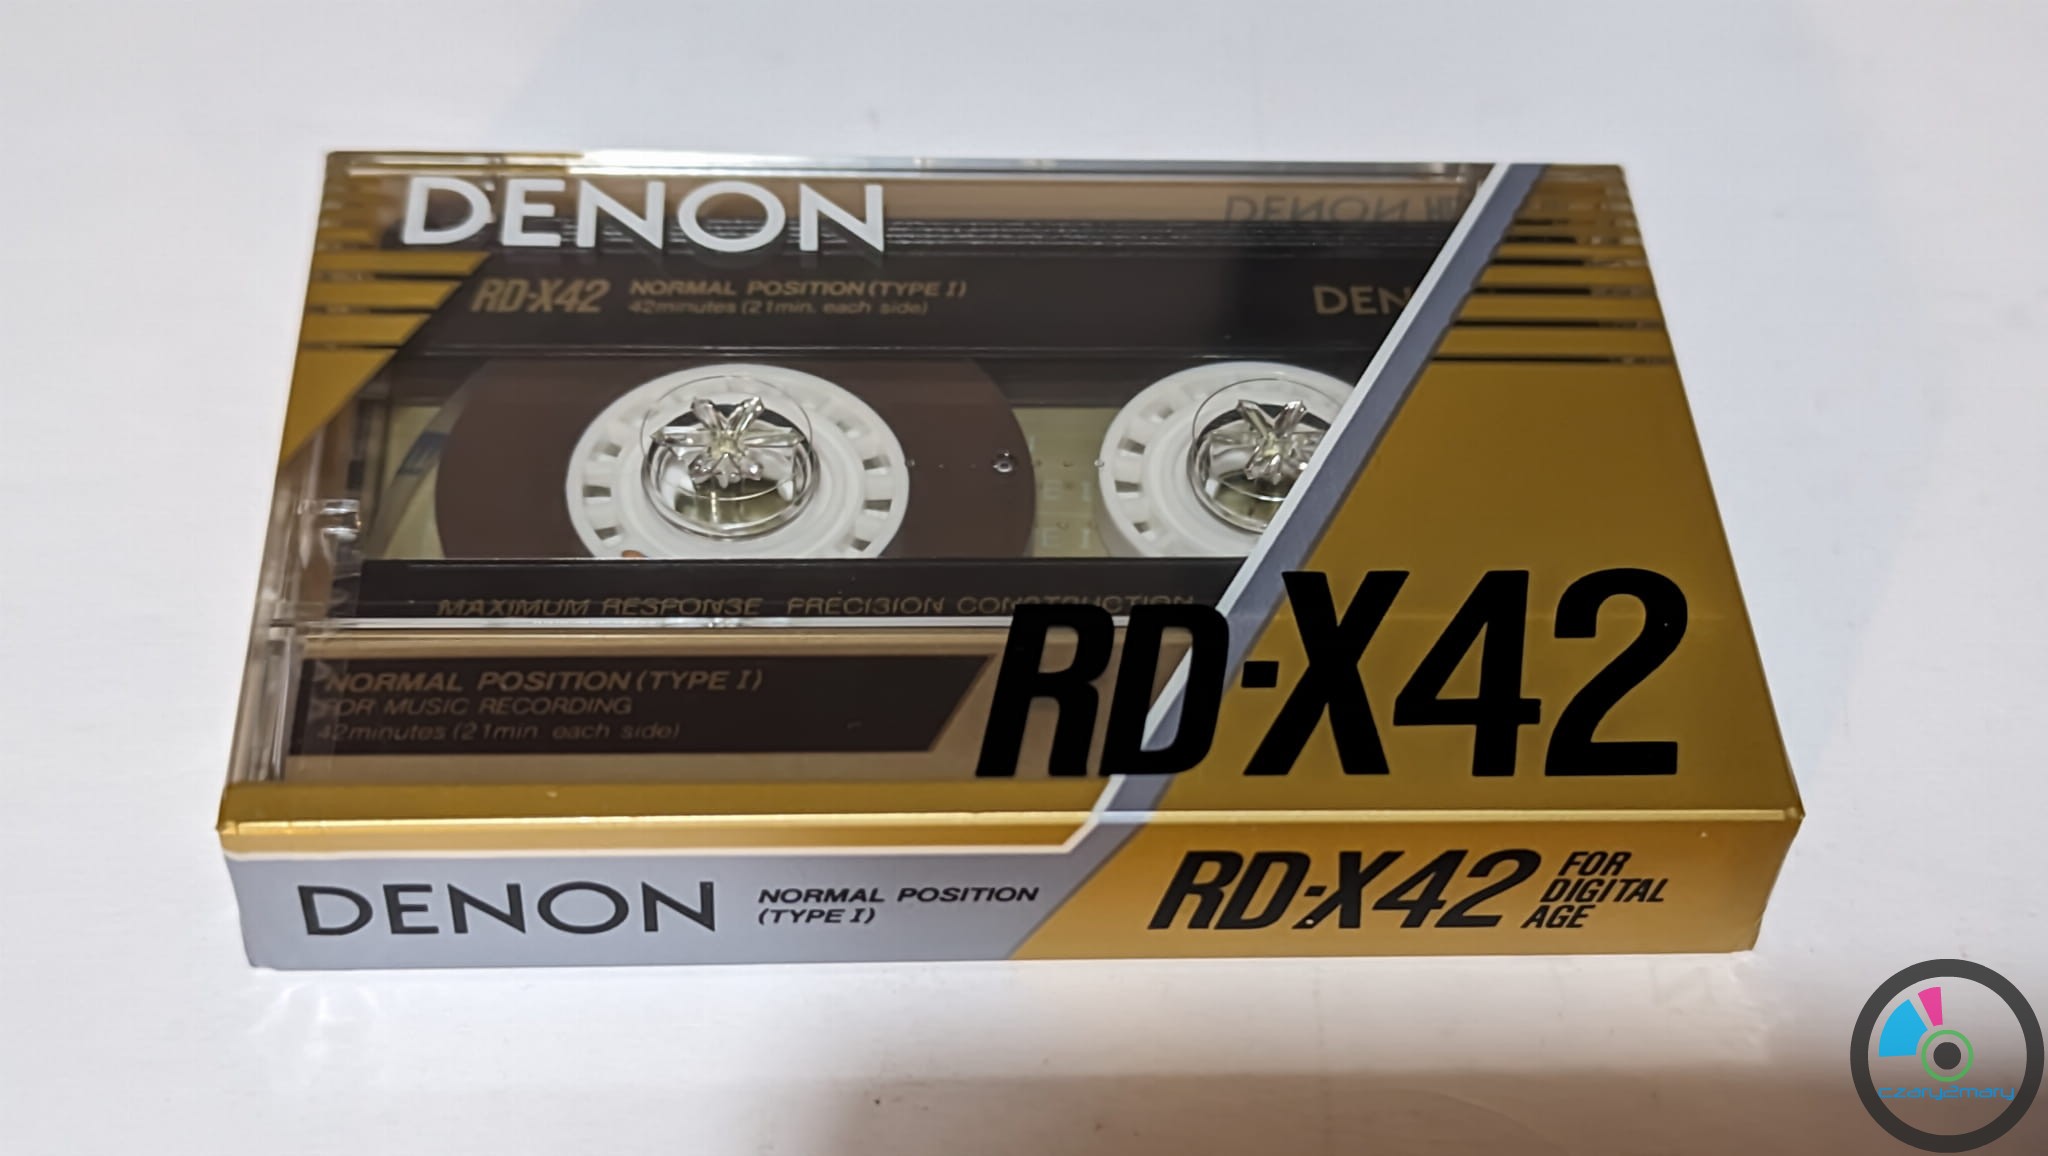 DENON
DENON
RD-X42 NORMAL POSITION (TYPE I)
42minutes (21min. each side)
DEN
MAXIMUM RESPONSE PRECISION CONSTRUCTION
RD-X42
NORMAL POSITION (TYPE I)
FOR MUSIC RECORDING
42minutes (21min each side)
DENON
NORMAL POSITION
(TYPE I)
RD-X42
FOR
DIGITAL
AGE
czary2mary